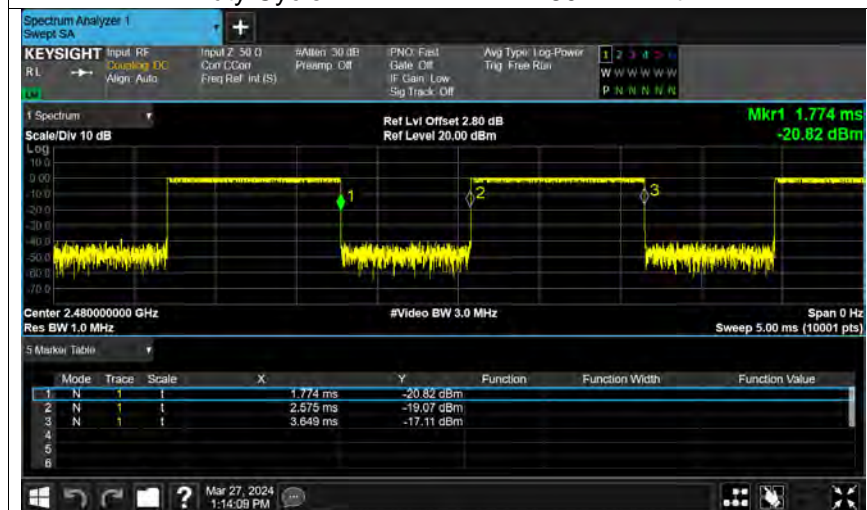 Spectrum Analyzer 1
Swept SA
+
KEYSIGHT Input: RF Input Z: 50 Ω #Atten: 30 dB PNO: Fast Avg Type: Log-Power 1 2 3 4 5 6
RL Coupling: DC Corr CCorr Preamp: Off Gate: Off Trig: Free Run W W W W W W
Align: Auto Freq Ref: Int (S) IF Gain: Low P N N N N N
Sig Track: Off
1 Spectrum
Ref Lvl Offset 2.80 dB Mkr1 1.774 ms
Scale/Div 10 dB Ref Level 20.00 dBm -20.82 dBm
Log
10.0
0.00
-10.0
-20.0
-30.0
-40.0
-50.0
-60.0
-70.0
1
2
3
Center 2.480000000 GHz #Video BW 3.0 MHz Span 0 Hz
Res BW 1.0 MHz Sweep 5.00 ms (10001 pts)
5 Marker Table
Mode Trace Scale X Y Function Function Width Function Value
1 N 1 t 1.774 ms -20.82 dBm
2 N 1 t 2.575 ms -19.07 dBm
3 N 1 t 3.649 ms -17.11 dBm
4
5
6
? Mar 27, 2024
1:14:09 PM